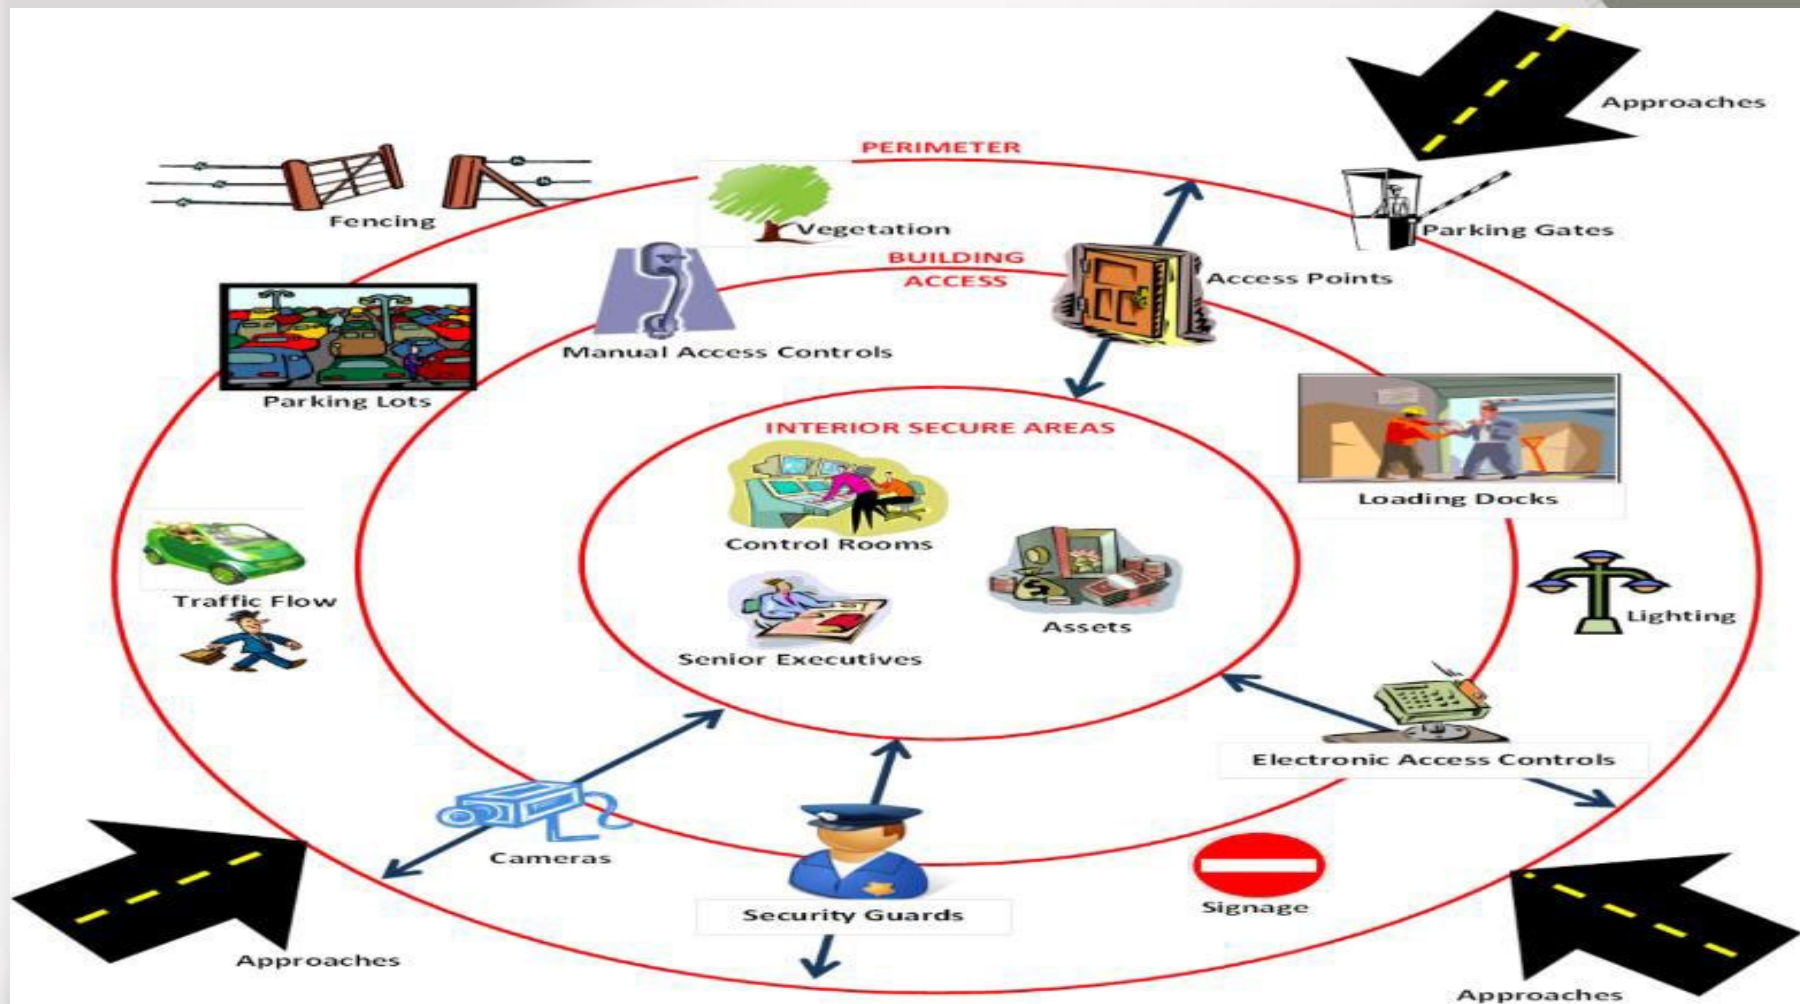 Approaches
PERIMETER
Fencing
Vegetation
Parking Gates
BUILDING
ACCESS
Access Points
Manual Access Controls
Parking Lots
INTERIOR SECURE AREAS
Loading Docks
Control Rooms
Traffic Flow
Lighting
Assets
Senior Executives
Electronic Access Controls
Cameras
Security Guards
Signage
Approaches
Approaches